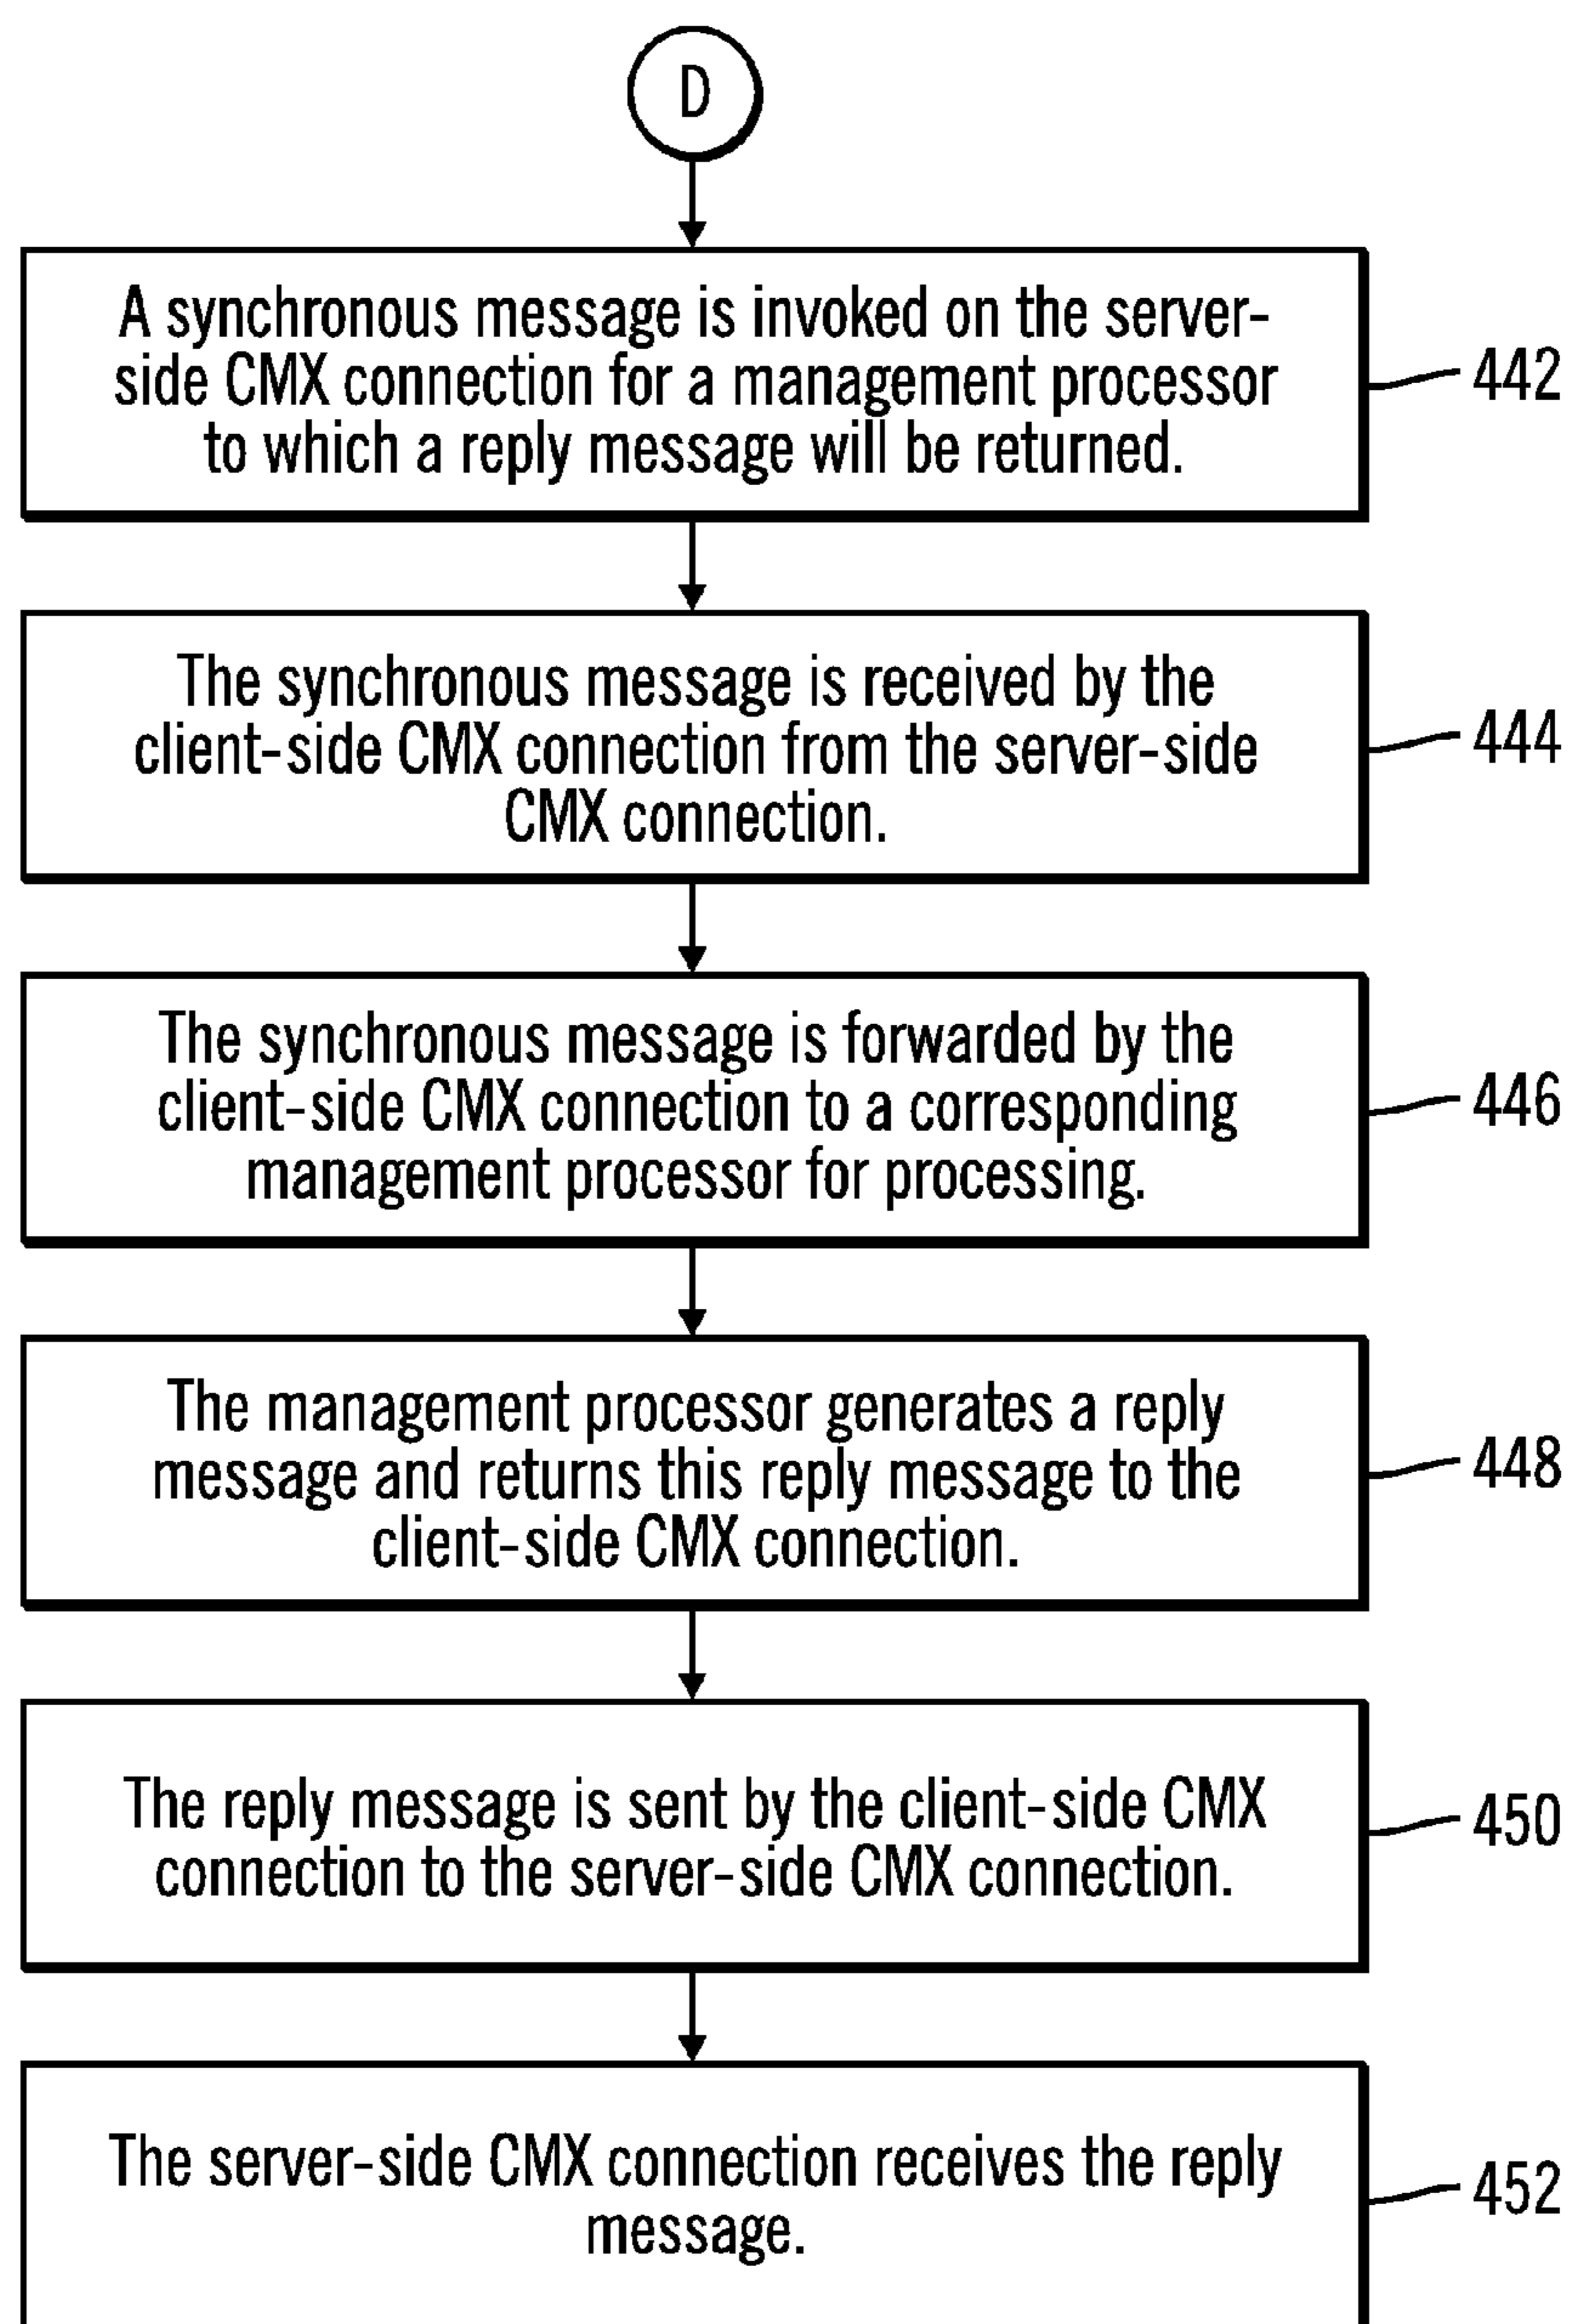 D
A synchronous message is invoked on the server-
side CMX connection for a management processor
to which a reply message will be returned.
442
The synchronous message is received by the
client-side CMX connection from the server-side
CMX connection.
444
The synchronous message is forwarded by the
client-side CMX connection to a corresponding
management processor for processing.
446
The management processor generates a reply
message and returns this reply message to the
client-side CMX connection.
448
The reply message is sent by the client-side CMX
connection to the server-side CMX connection.
450
The server-side CMX connection receives the reply
message.
452